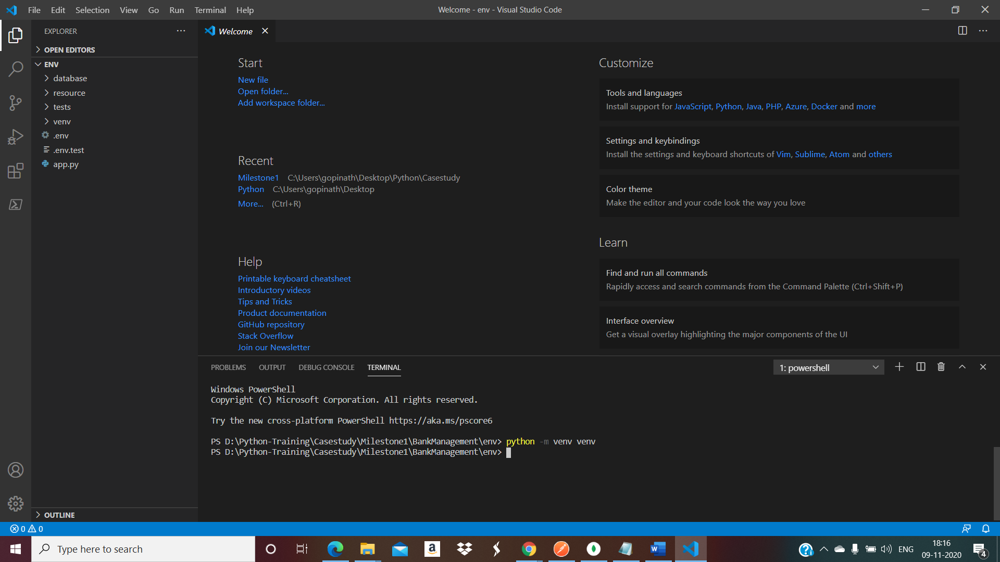 File Edit Selection View Go Run Terminal Help
Welcome - env - Visual Studio Code
EXPLORER
OPEN EDITORS
ENV
database
resource
tests
venv
.env
.env.test
app.py
OUTLINE
Welcome
Start
New file
Open folder...
Add workspace folder...
Recent
Milestone1 C:\Users\gopinath\Desktop\Python\Casestudy
Python C:\Users\gopinath\Desktop
More... (Ctrl+R)
Help
Printable keyboard cheatsheet
Introductory videos
Tips and Tricks
Product documentation
GitHub repository
Stack Overflow
Join our Newsletter
Customize
Tools and languages
Install support for JavaScript, Python, Java, PHP, Azure, Docker and more
Settings and keybindings
Install the settings and keyboard shortcuts of Vim, Sublime, Atom and others
Color theme
Make the editor and your code look the way you love
Learn
Find and run all commands
Rapidly access and search commands from the Command Palette (Ctrl+Shift+P)
Interface overview
Get a visual overlay highlighting the major components of the UI
PROBLEMS OUTPUT DEBUG CONSOLE TERMINAL
1: powershell
Windows PowerShell
Copyright (C) Microsoft Corporation. All rights reserved.
Try the new cross-platform PowerShell https://aka.ms/pscore6
PS D:\Python-Training\Casestudy\Milestone1\BankManagement\env> python -m venv venv
PS D:\Python-Training\Casestudy\Milestone1\BankManagement\env>
0 0
Type here to search
ENG
18:16
09-11-2020
4